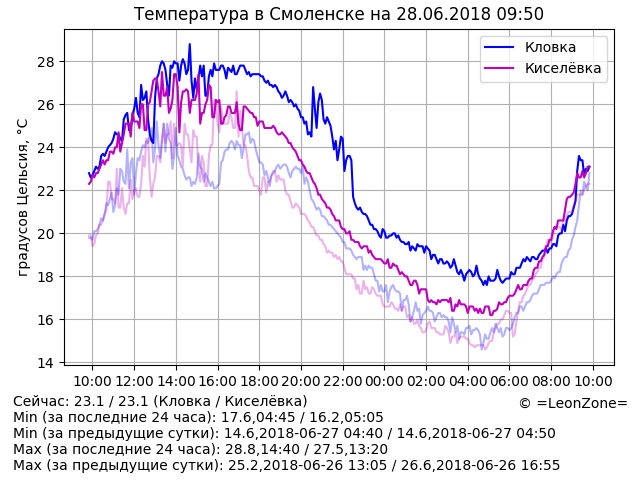 Температура в Смоленске на 28.06.2018 09:50
Кловка
Киселёвка
градусов Цельсия, °C
28
26
24
22
20
18
16
14
10:00 12:00 14:00 16:00 18:00 20:00 22:00 00:00 02:00 04:00 06:00 08:00 10:00
Сейчас: 23.1 / 23.1 (Кловка / Киселёвка)
© =LeonZone=
Min (за последние 24 часа): 17.6,04:45 / 16.2,05:05
Min (за предыдущие сутки): 14.6,2018-06-27 04:40 / 14.6,2018-06-27 04:50
Max (за последние 24 часа): 28.8,14:40 / 27.5,13:20
Max (за предыдущие сутки): 25.2,2018-06-26 13:05 / 26.6,2018-06-26 16:55